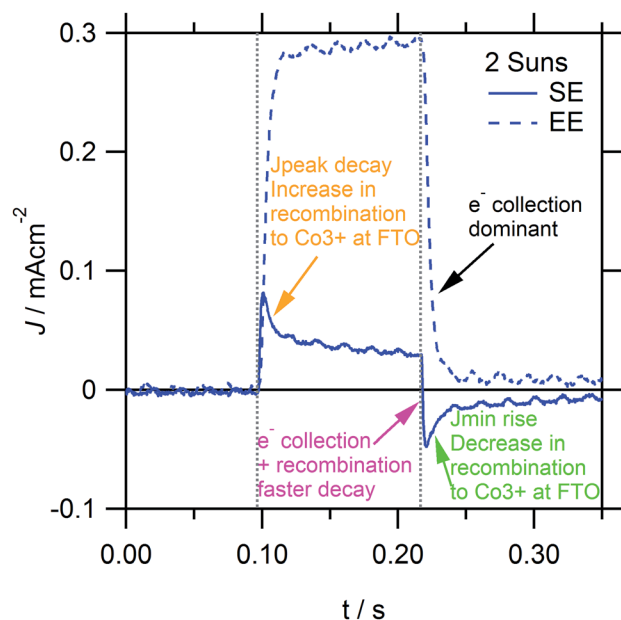 0.3
2 Suns
SE
EE
Jpeak decay
Increase in
recombination
to Co3+ at FTO
e- collection
dominant
0.2
J / mAcm-2
0.1
0
e- collection
+ recombination
faster decay
Jmin rise
Decrease in
recombination
to Co3+ at FTO
-0.1
0.00 0.10 0.20 0.30
t / s